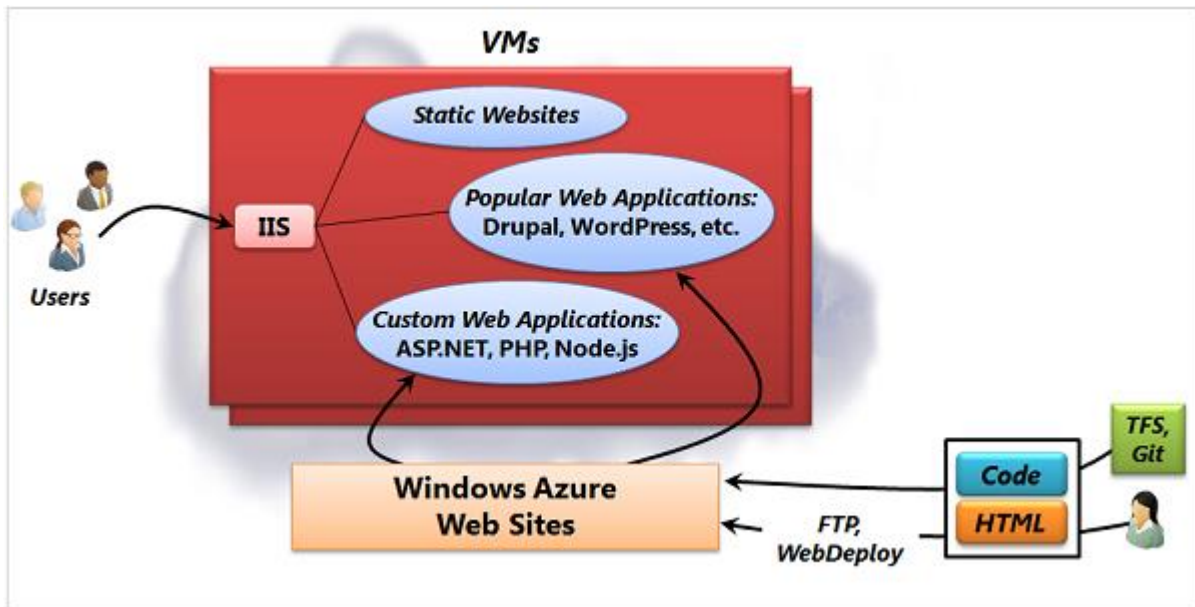 VMs
Static Websites
Popular Web Applications:
Drupal, WordPress, etc.
IIS
Users
Custom Web Applications:
ASP.NET, PHP, Node.js
Windows Azure
Web Sites
FTP,
WebDeploy
Code
HTML
TFS,
Git